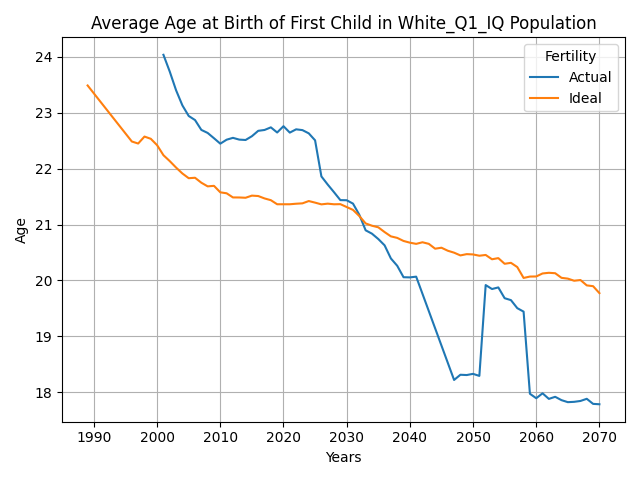 Average Age at Birth of First Child in White_Q1_IQ Population
Fertility
Actual
Ideal
Age
24
23
22
21
20
19
18
1990 2000 2010 2020 2030 2040 2050 2060 2070
Years